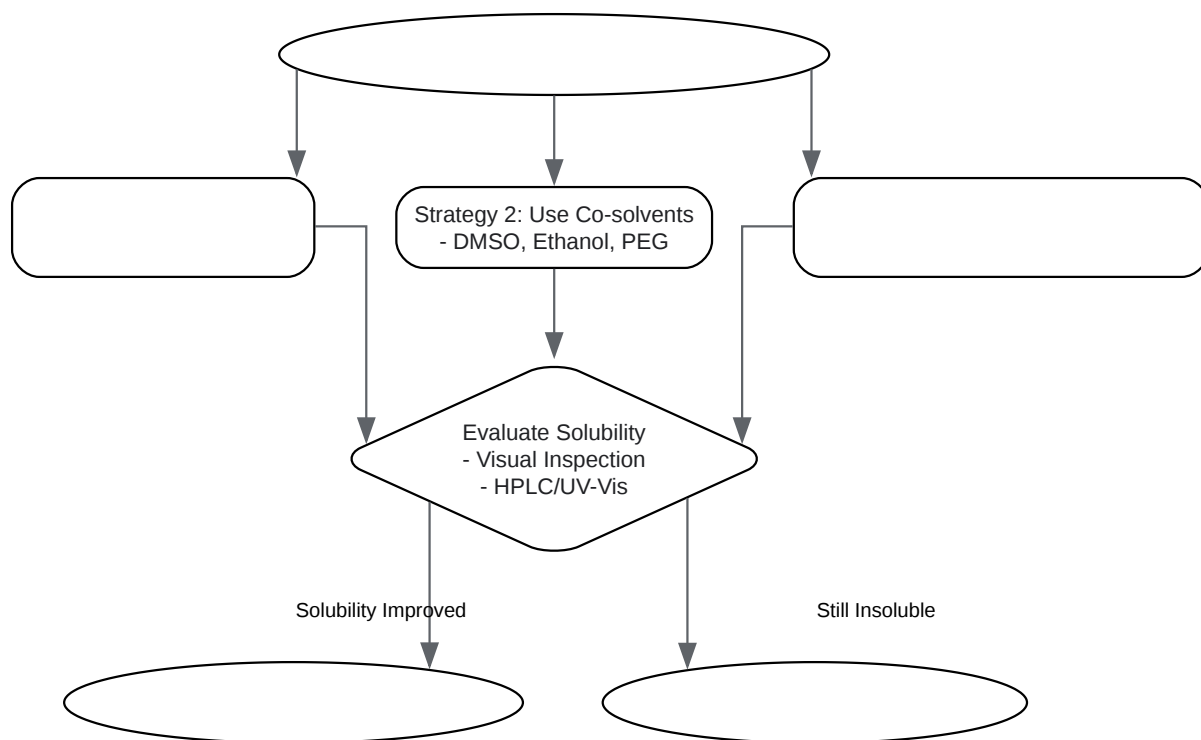 Strategy 2: Use Co-solvents
- DMSO, Ethanol, PEG
Evaluate Solubility
- Visual Inspection
- HPLC/UV-Vis
Solubility Improved
Still Insoluble